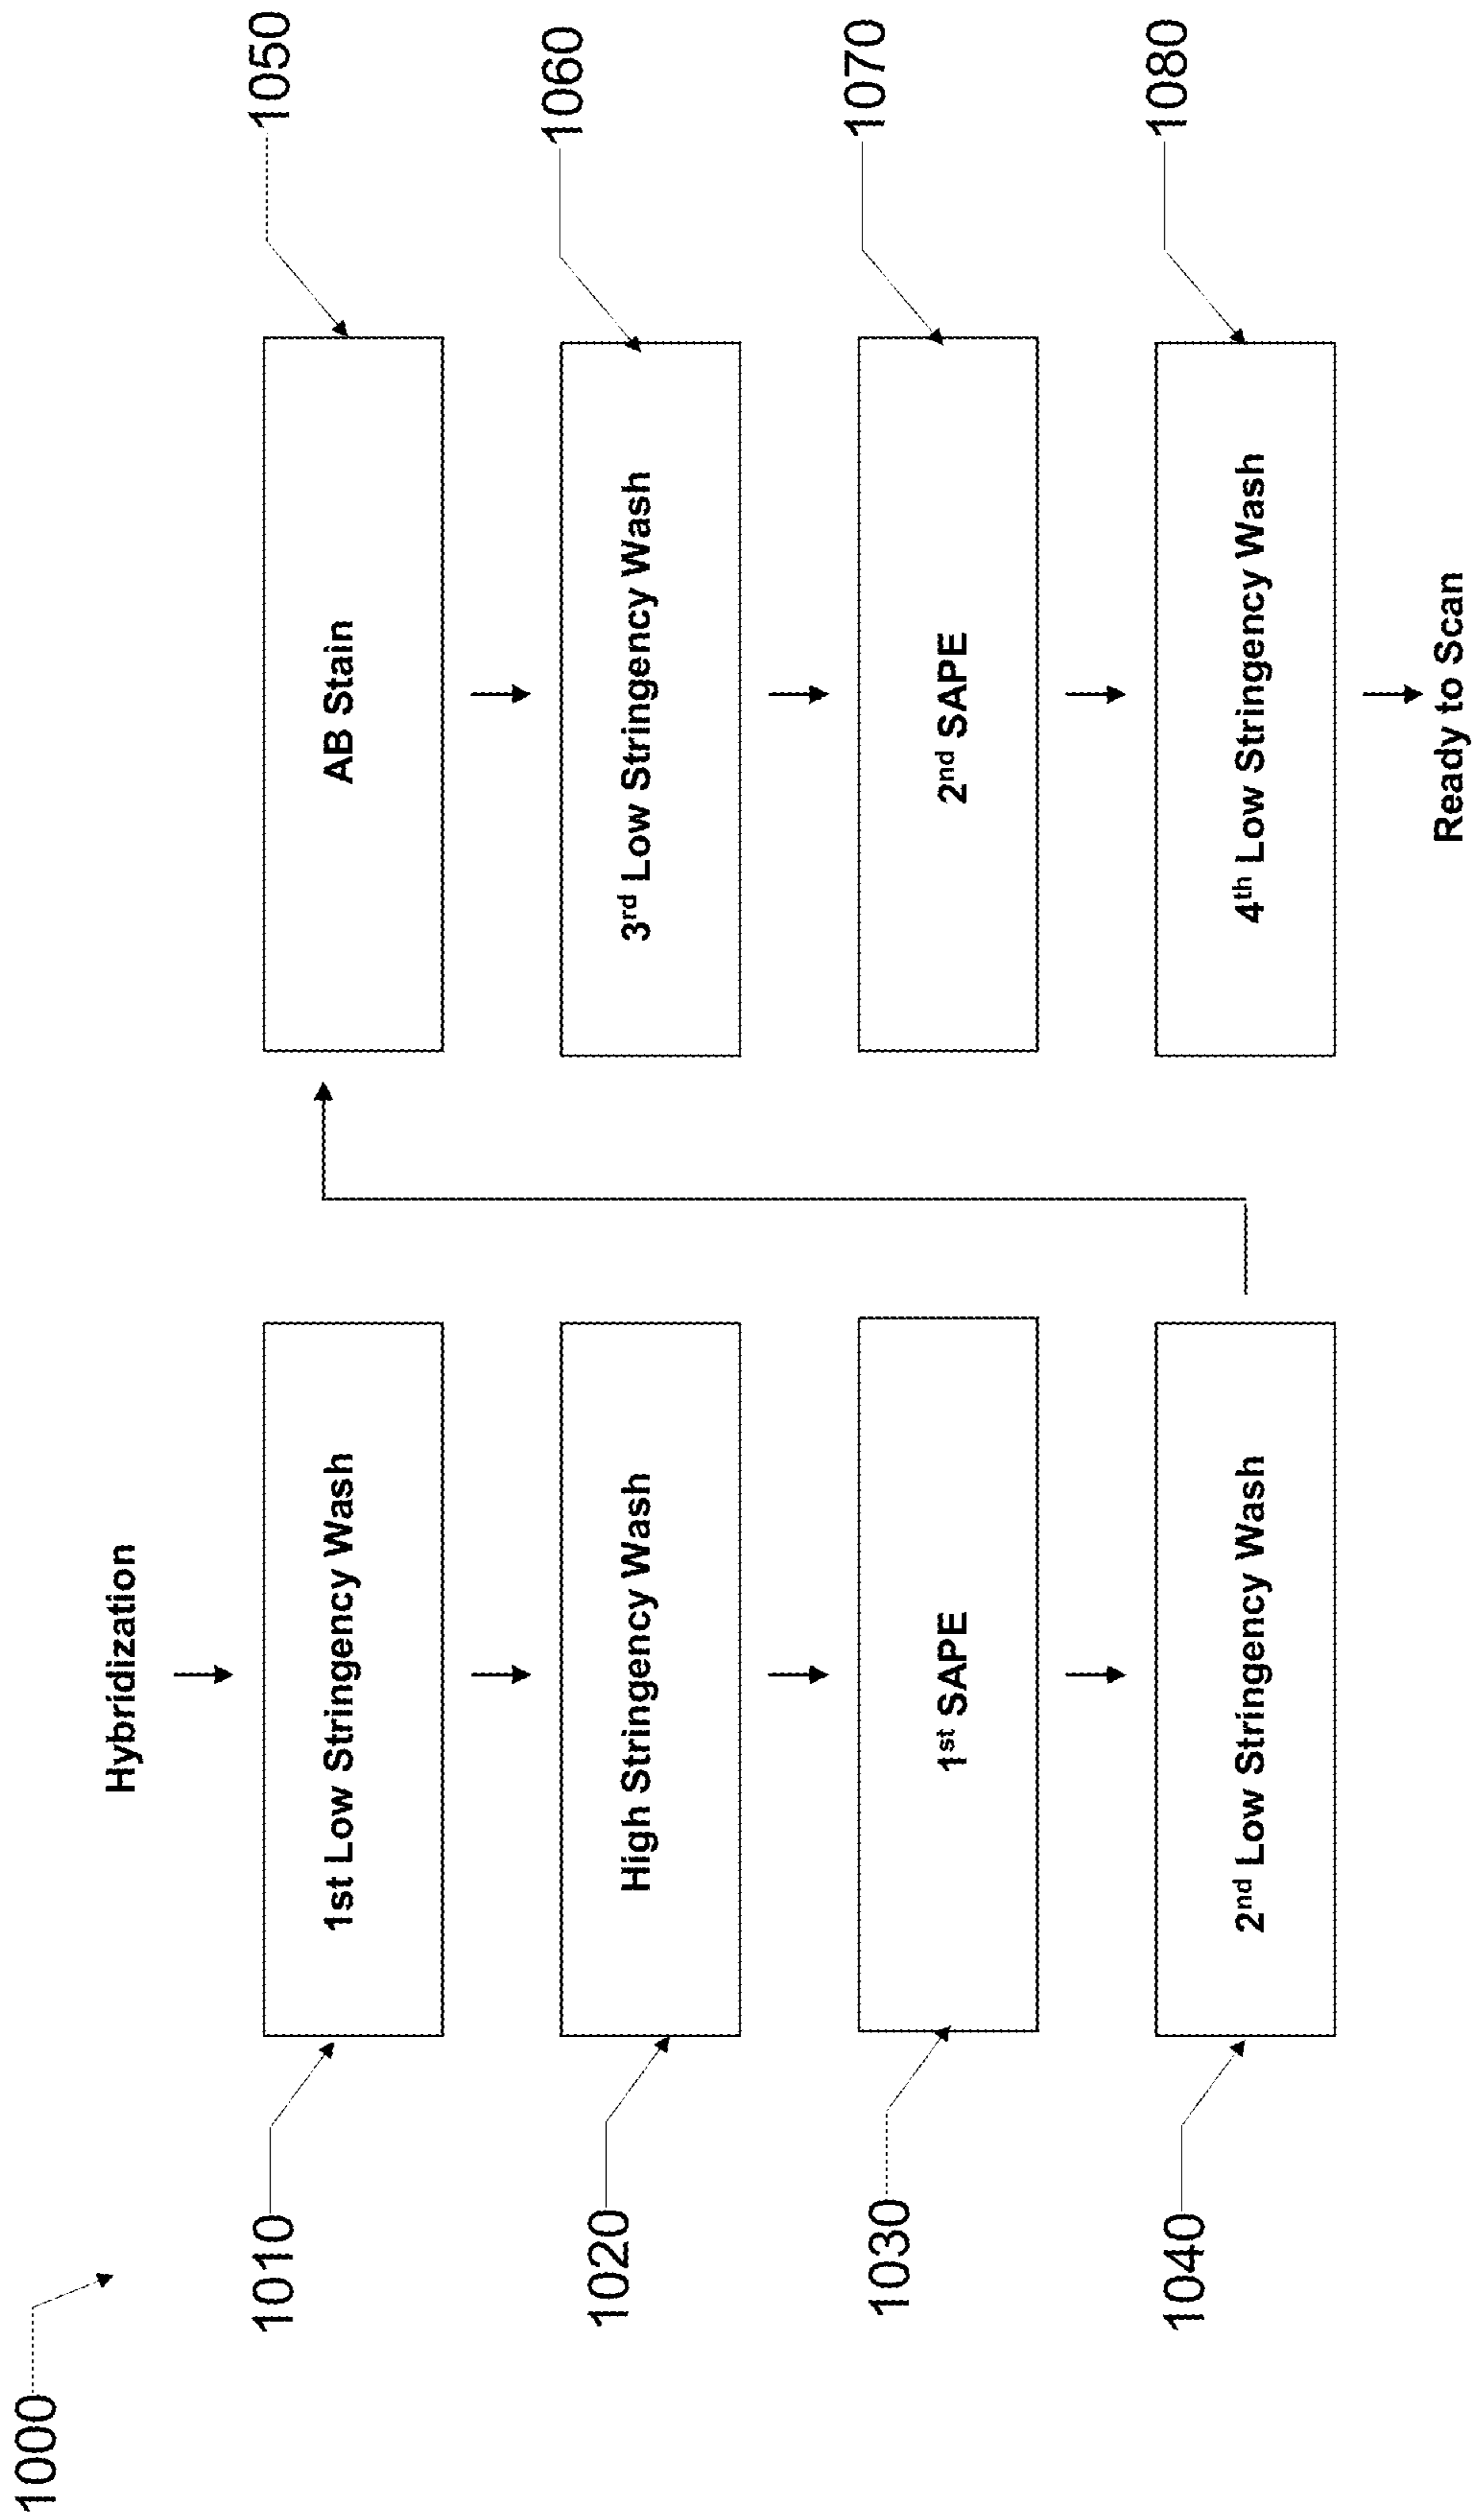 1000
Hybridization
1010
1st Low Stringency Wash
1020
High Stringency Wash
1030
1st SAPE
1040
2nd Low Stringency Wash
1050
AB Stain
1060
3rd Low Stringency Wash
1070
2nd SAPE
1080
4th Low Stringency Wash
Ready to Scan